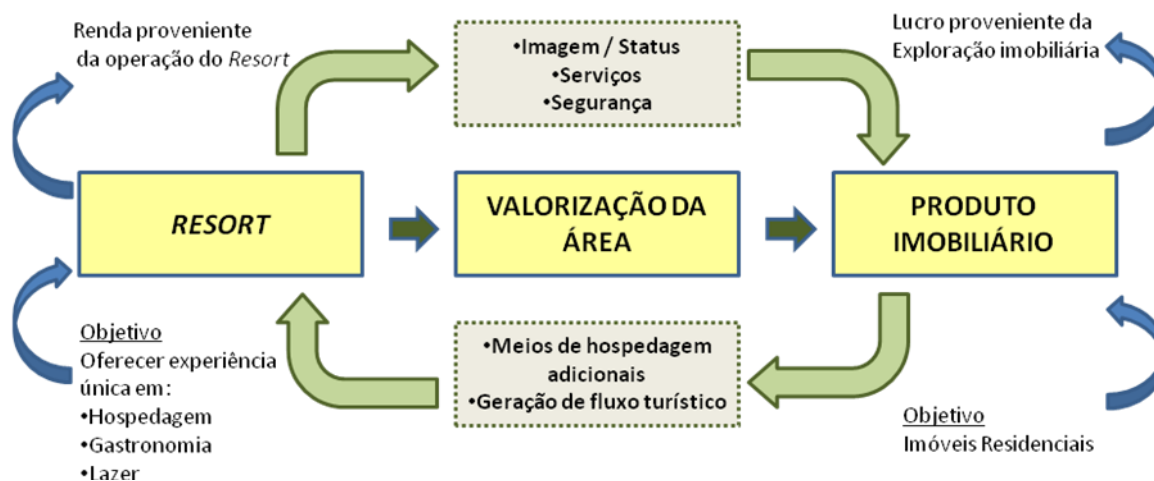 Renda proveniente
da operação do Resort
•Imagem / Status
•Serviços
•Segurança
Lucro proveniente da
Exploração imobiliária
RESORT
VALORIZAÇÃO DA
ÁREA
PRODUTO
IMOBILIÁRIO
Objetivo
Oferecer experiência
única em:
•Hospedagem
•Gastronomia
•Lazer
•Meios de hospedagem
adicionais
•Geração de fluxo turístico
Objetivo
Imóveis Residenciais